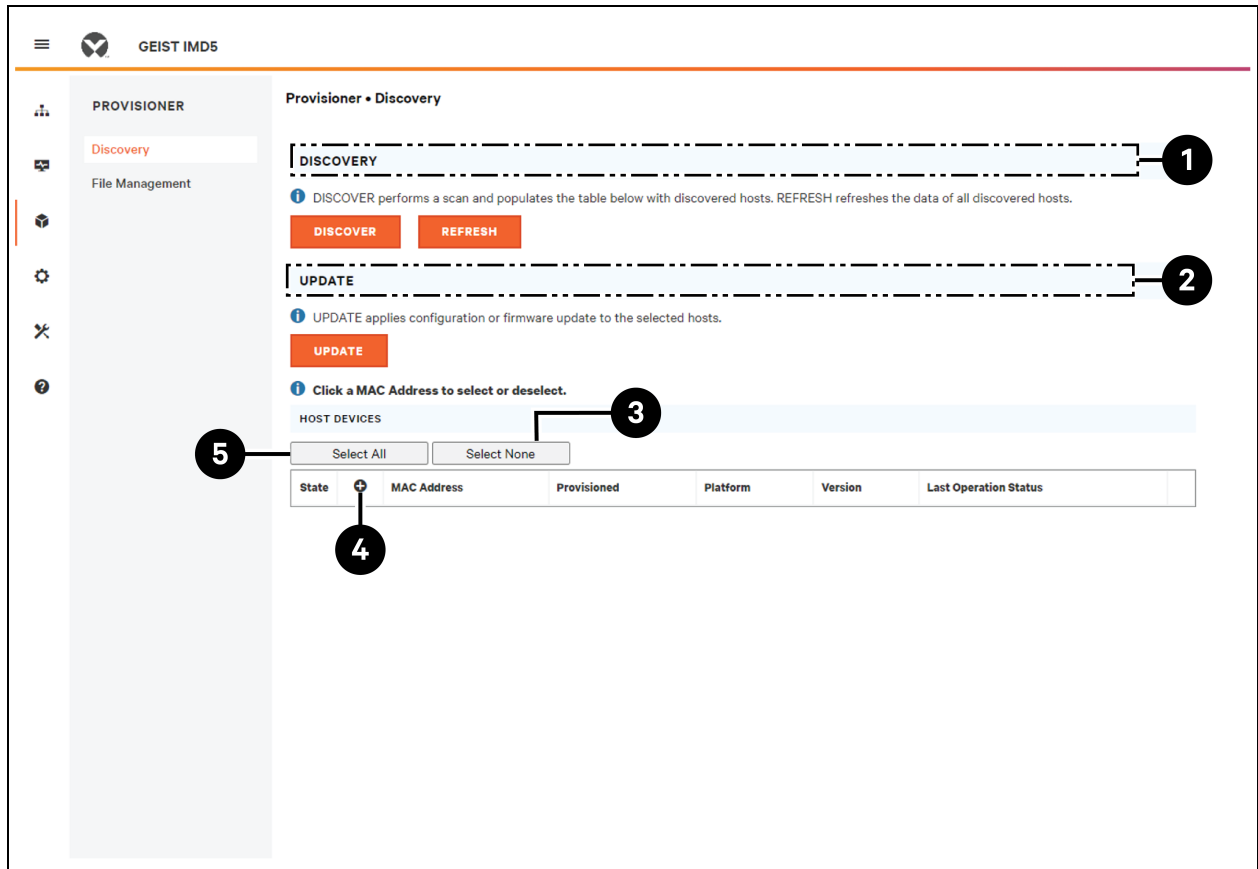 GEIST IMD5
PROVISIONER
Discovery
File Management
Provisioner • Discovery
DISCOVERY
1
DISCOVER performs a scan and populates the table below with discovered hosts. REFRESH refreshes the data of all discovered hosts.
DISCOVER REFRESH
UPDATE
2
UPDATE applies configuration or firmware update to the selected hosts.
UPDATE
Click a MAC Address to select or deselect.
HOST DEVICES
3
5
Select All Select None
State MAC Address Provisioned Platform Version Last Operation Status
4